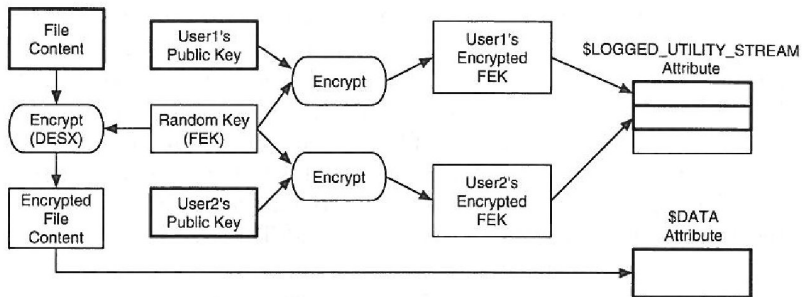 File
Content
User1's
Public Key
Encrypt
User1's
Encrypted
FEK
$LOGGED_UTILITY_STREAM
Attribute
Encrypt
(DESX)
Random Key
(FEK)
Encrypted
File
Content
User2's
Public Key
Encrypt
User2's
Encrypted
FEK
$DATA
Attribute